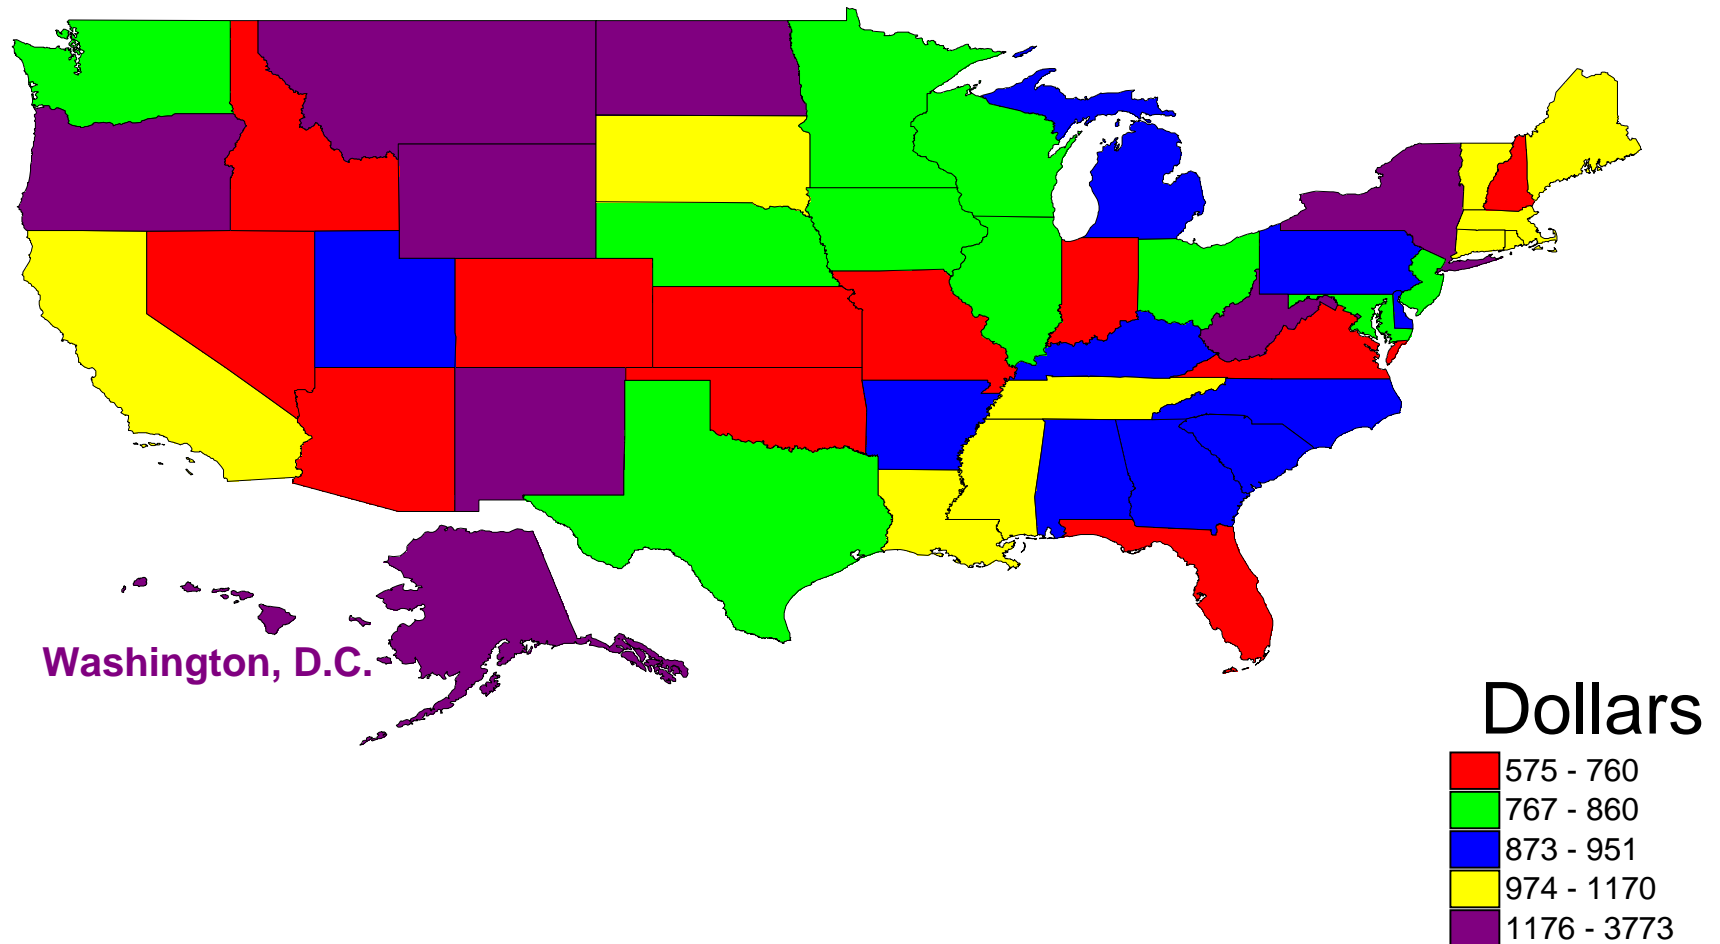 Washington, D.C.
Dollars
575 - 760
767 - 860
873 - 951
974 - 1170
1176 - 3773